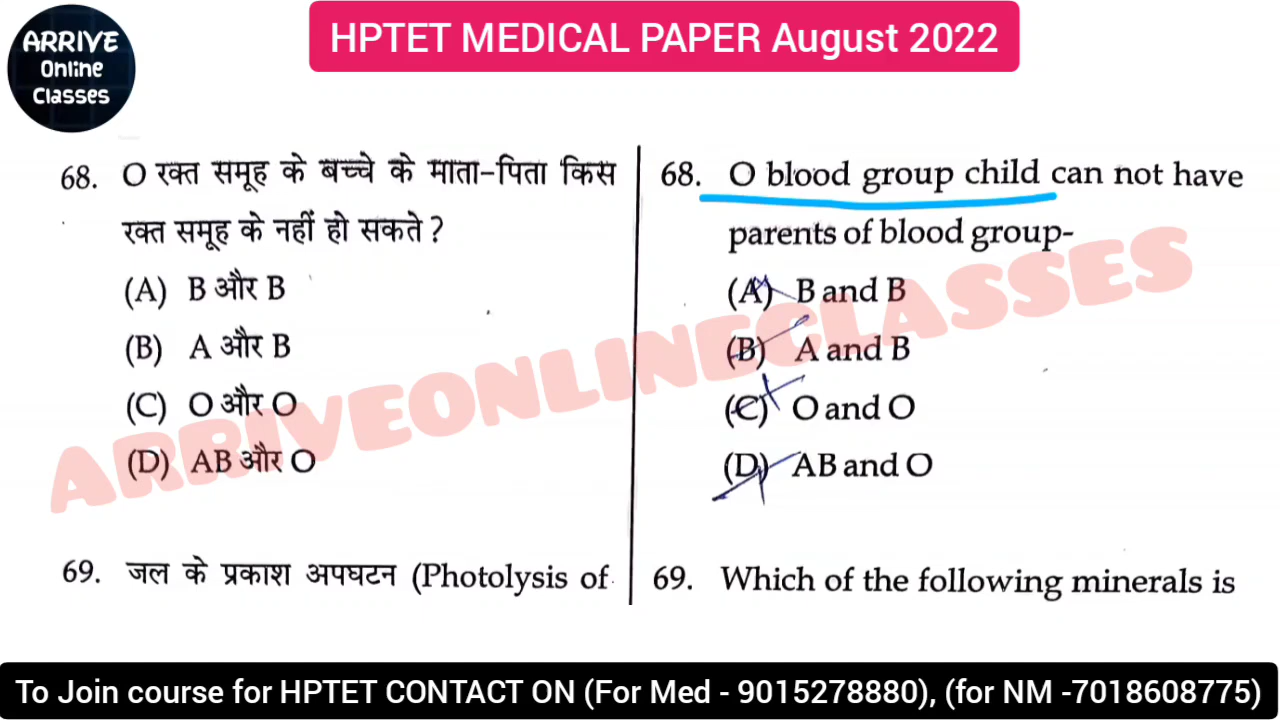 ARRIVE
Online
Classes
HPTET MEDICAL PAPER August 2022
68. O रक्त समूह के बच्चे के माता-पिता किस
रक्त समूह के नहीं हो सकते ?
(A) B और B
(B) A और B
(C) O और O
(D) AB और O
69. जल के प्रकाश अपघटन (Photolysis of
68. O blood group child can not have
parents of blood group-
(A) B and B
(B) A and B
(C) O and O
(D) AB and O
69. Which of the following minerals is
ARRIVEONLINECLASSES
To Join course for HPTET CONTACT ON (For Med - 9015278880), (for NM -7018608775)